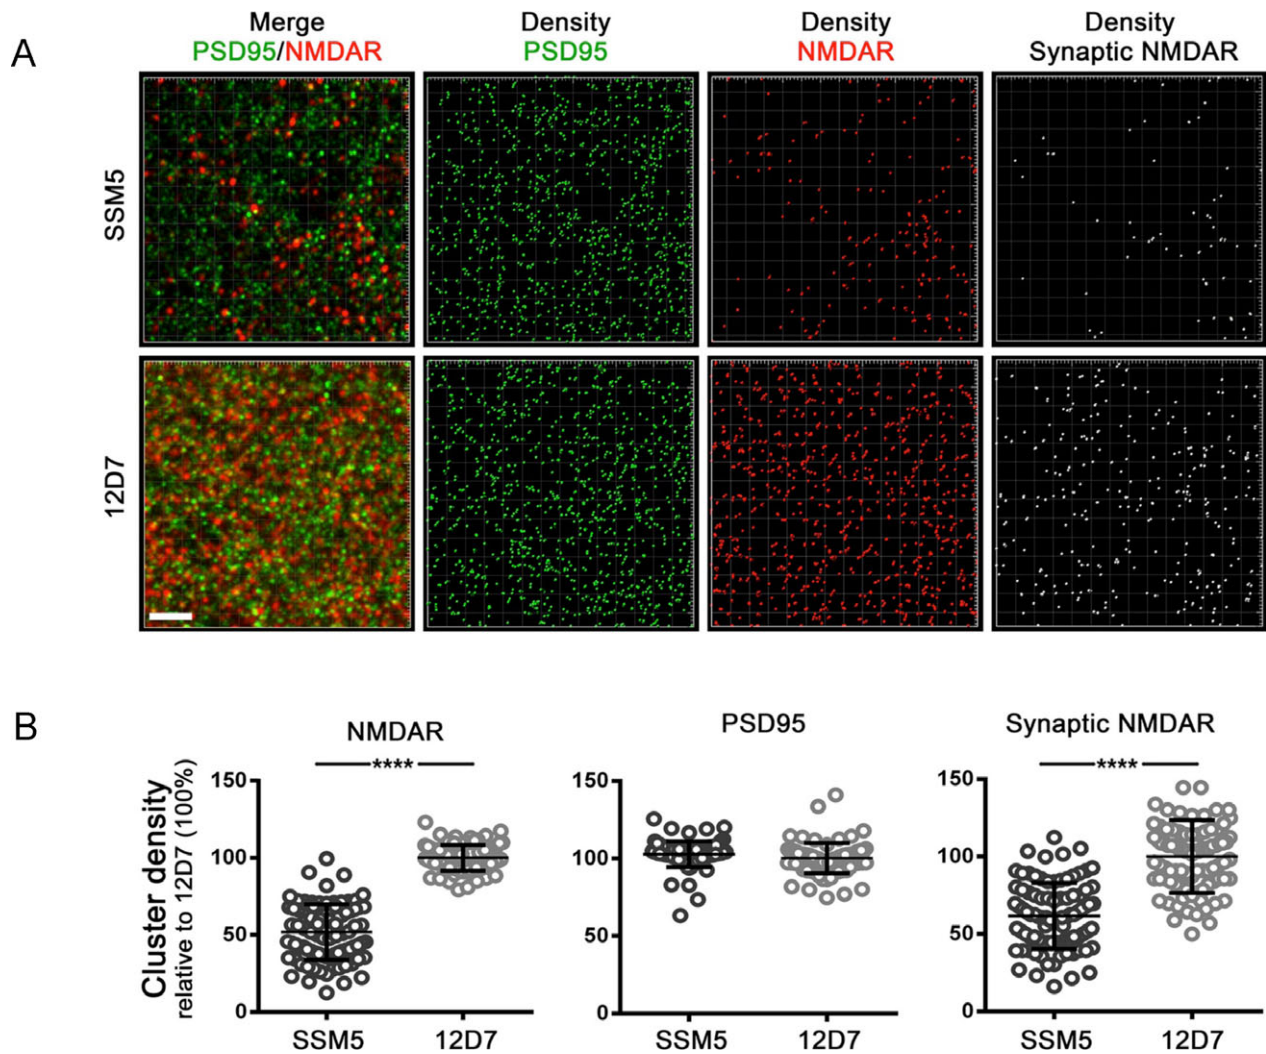 A
Merge
PSD95/NMDAR
Density
PSD95
Density
NMDAR
Density
Synaptic NMDAR
SSM5
12D7
B
Cluster density
relative to 12D7 (100%)
NMDAR
****
150
100
50
0
SSM5
12D7
PSD95
150
100
50
0
SSM5
12D7
Synaptic NMDAR
****
150
100
50
0
SSM5
12D7